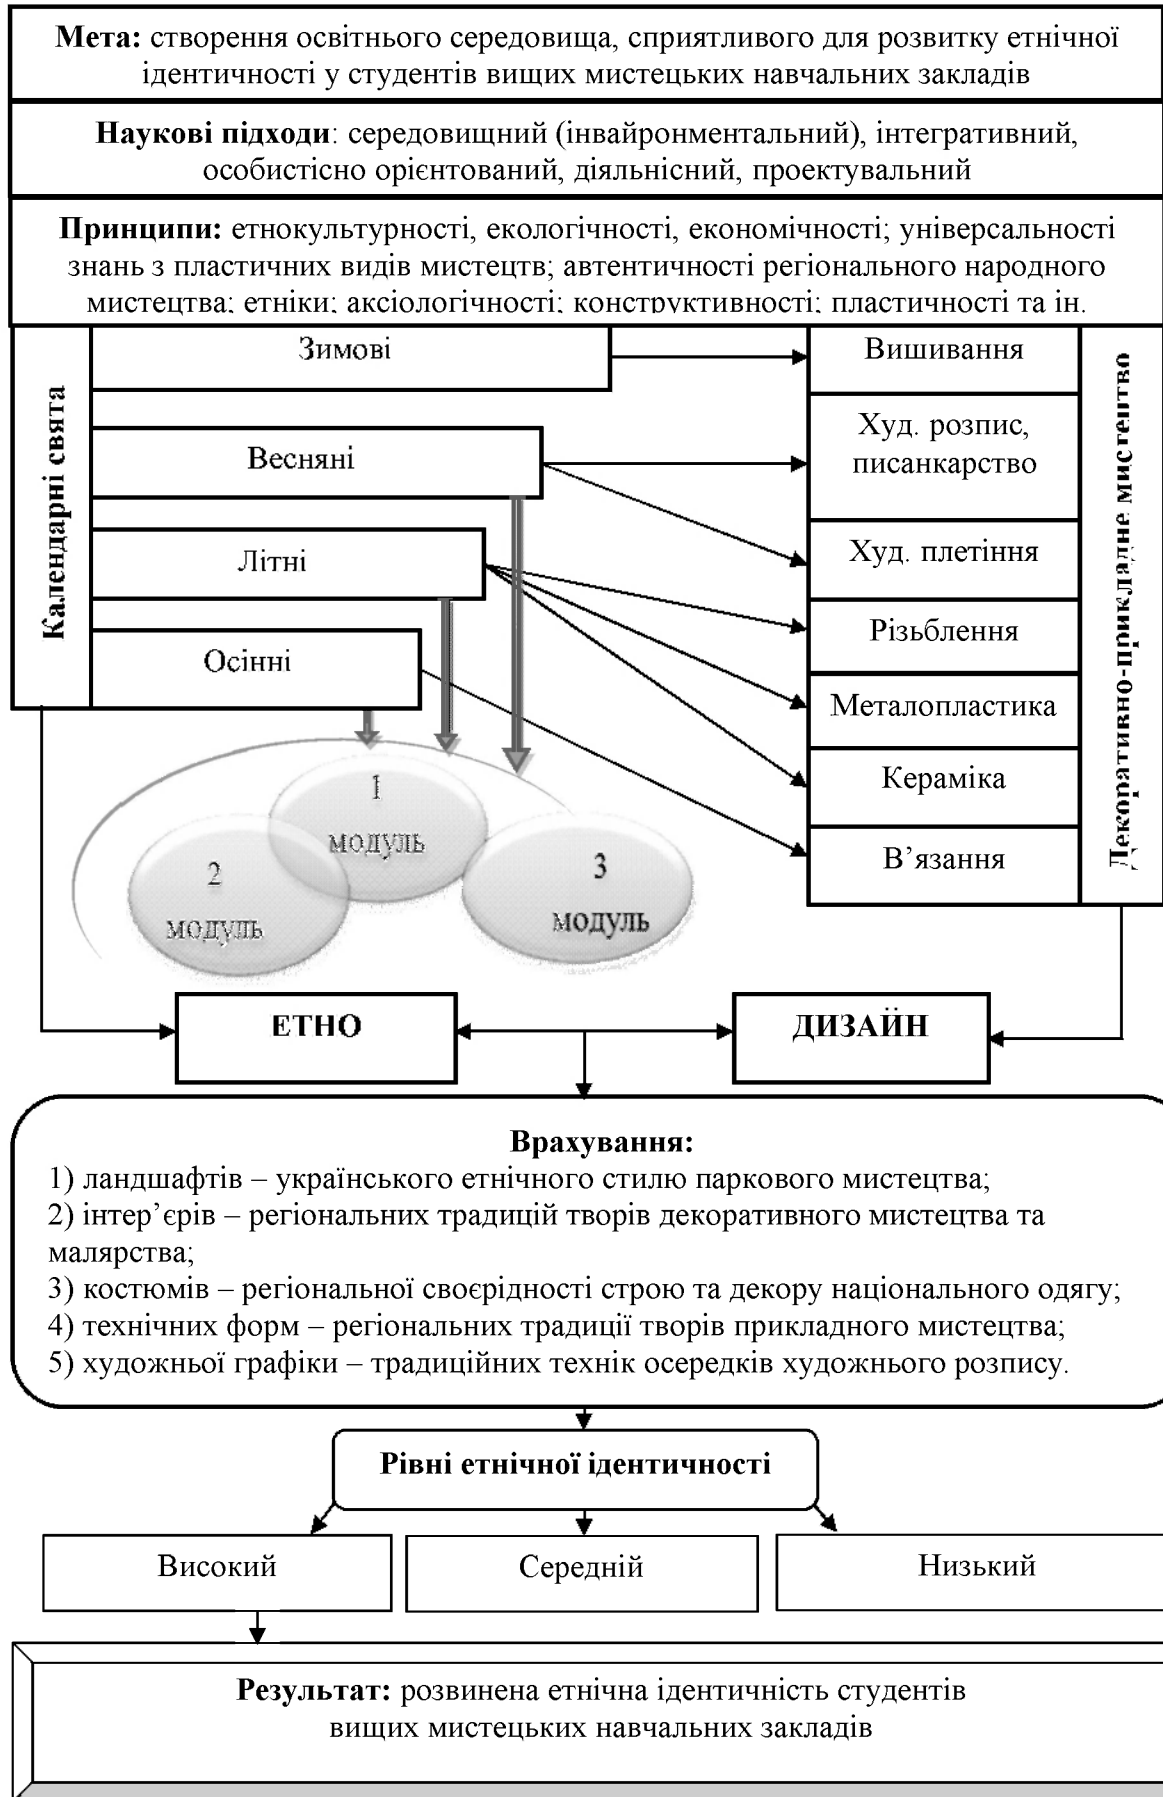 Мета: створення освітнього середовища, сприятливого для розвитку етнічної
ідентичності у студентів вищих мистецьких навчальних закладів
Наукові підходи: середовищний (інвайронментальний), інтегративний,
особистісно орієнтований, діяльнісний, проектувальний
Принципи: етнокультурності, екологічності, економічності; універсальності
знань з пластичних видів мистецтв; автентичності регіонального народного
мистецтва; етніки; аксіологічності; конструктивності; пластичності та ін.
Календарні свята
Зимові
Весняні
Літні
Осінні
Вишивання
Худ. розпис,
писанкарство
Худ. плетіння
Різьблення
Металопластика
Кераміка
В’язання
Декоративно-прикладне мистецтво
1
модуль
2
модуль
3
модуль
ЕТНО
ДИЗАЙН
Врахування:
1) ландшафтів – українського етнічного стилю паркового мистецтва;
2) інтер’єрів – регіональних традицій творів декоративного мистецтва та
малярства;
3) костюмів – регіональної своєрідності строю та декору національного одягу;
4) технічних форм – регіональних традиції творів прикладного мистецтва;
5) художньої графіки – традиційних технік осередків художнього розпису.
Рівні етнічної ідентичності
Високий
Середній
Низький
Результат: розвинена етнічна ідентичність студентів
вищих мистецьких навчальних закладів